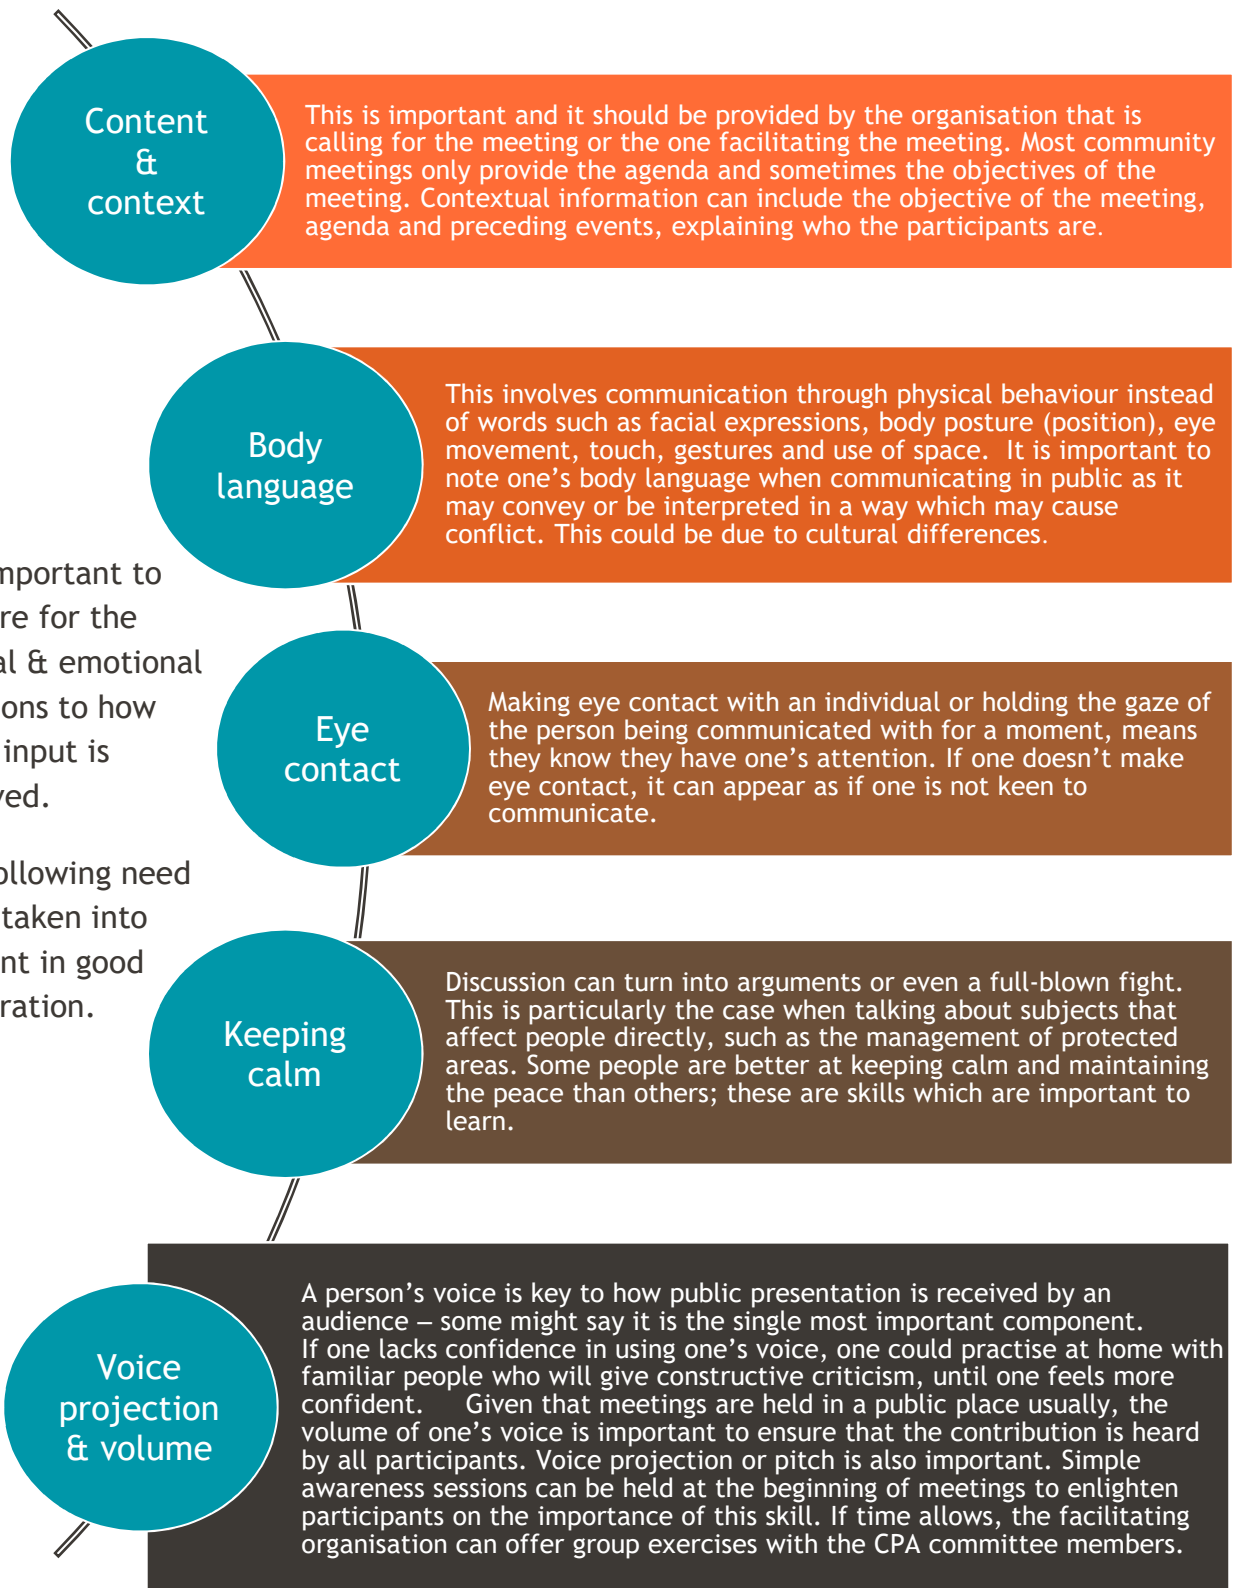 Content
&
context
This is important and it should be provided by the organisation that is
calling for the meeting or the one facilitating the meeting. Most community
meetings only provide the agenda and sometimes the objectives of the
meeting. Contextual information can include the objective of the meeting,
agenda and preceding events, explaining who the participants are.
Body
language
This involves communication through physical behaviour instead
of words such as facial expressions, body posture (position), eye
movement, touch, gestures and use of space.  It is important to
note one’s body language when communicating in public as it
may convey or be interpreted in a way which may cause
conflict. This could be due to cultural differences.
important to
for the
& emotional
to how
input is
following need
taken into
in good
Eye
contact
Making eye contact with an individual or holding the gaze of
the person being communicated with for a moment, means
they know they have one’s attention. If one doesn’t make
eye contact, it can appear as if one is not keen to
communicate.
Keeping
calm
Discussion can turn into arguments or even a full-blown fight.
This is particularly the case when talking about subjects that
affect people directly, such as the management of protected
areas. Some people are better at keeping calm and maintaining
the peace than others; these are skills which are important to
learn.
Voice
projection
& volume
A person’s voice is key to how public presentation is received by an
audience – some might say it is the single most important component.
If one lacks confidence in using one’s voice, one could practise at home with
familiar people who will give constructive criticism, until one feels more
confident.     Given that meetings are held in a public place usually, the
volume of one’s voice is important to ensure that the contribution is heard
by all participants. Voice projection or pitch is also important. Simple
awareness sessions can be held at the beginning of meetings to enlighten
participants on the importance of this skill. If time allows, the facilitating
organisation can offer group exercises with the CPA committee members.